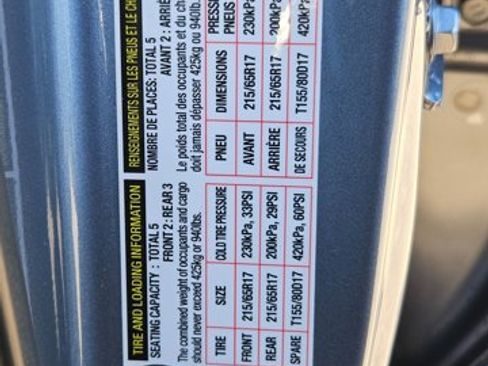 TIRE AND LOADING INFORMATION
SEATING CAPACITY : TOTAL 5
FRONT 2 : REAR 3
The combined weight of occupants and cargo
should never exceed 425kg or 940lbs.
TIRE SIZE COLD TIRE PRESSURE
FRONT 215/65R17 230kPa, 33PSI
REAR 215/65R17 200kPa, 29PSI
SPARE T155/80D17 420kPa, 60PSI
RENSEIGNEMENTS SUR LES PNEUS ET LE CH
NOMBRE DE PLACES: TOTAL 5
AVANT 2 : ARRIÈ
Le poids total des occupants et du cha
doit jamais dépasser 425kg ou 940lb.
PNEU DIMENSIONS PRESSI
PNEUS
AVANT 215/65R17 230kPa
ARRIÈRE 215/65R17 200kPa
DE SECOURS T155/80D17 420kPa